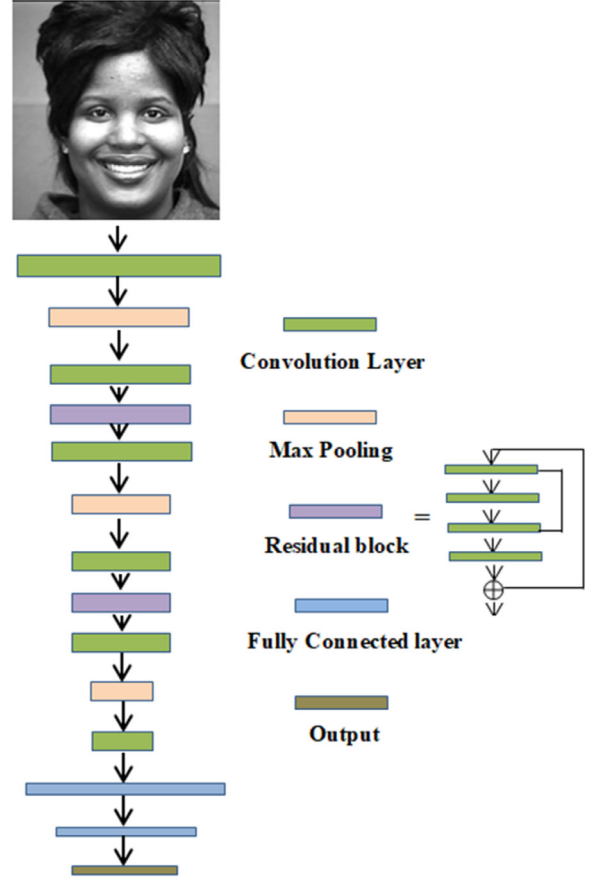 Convolution Layer
Max Pooling
Residual block
=
Fully Connected layer
Output